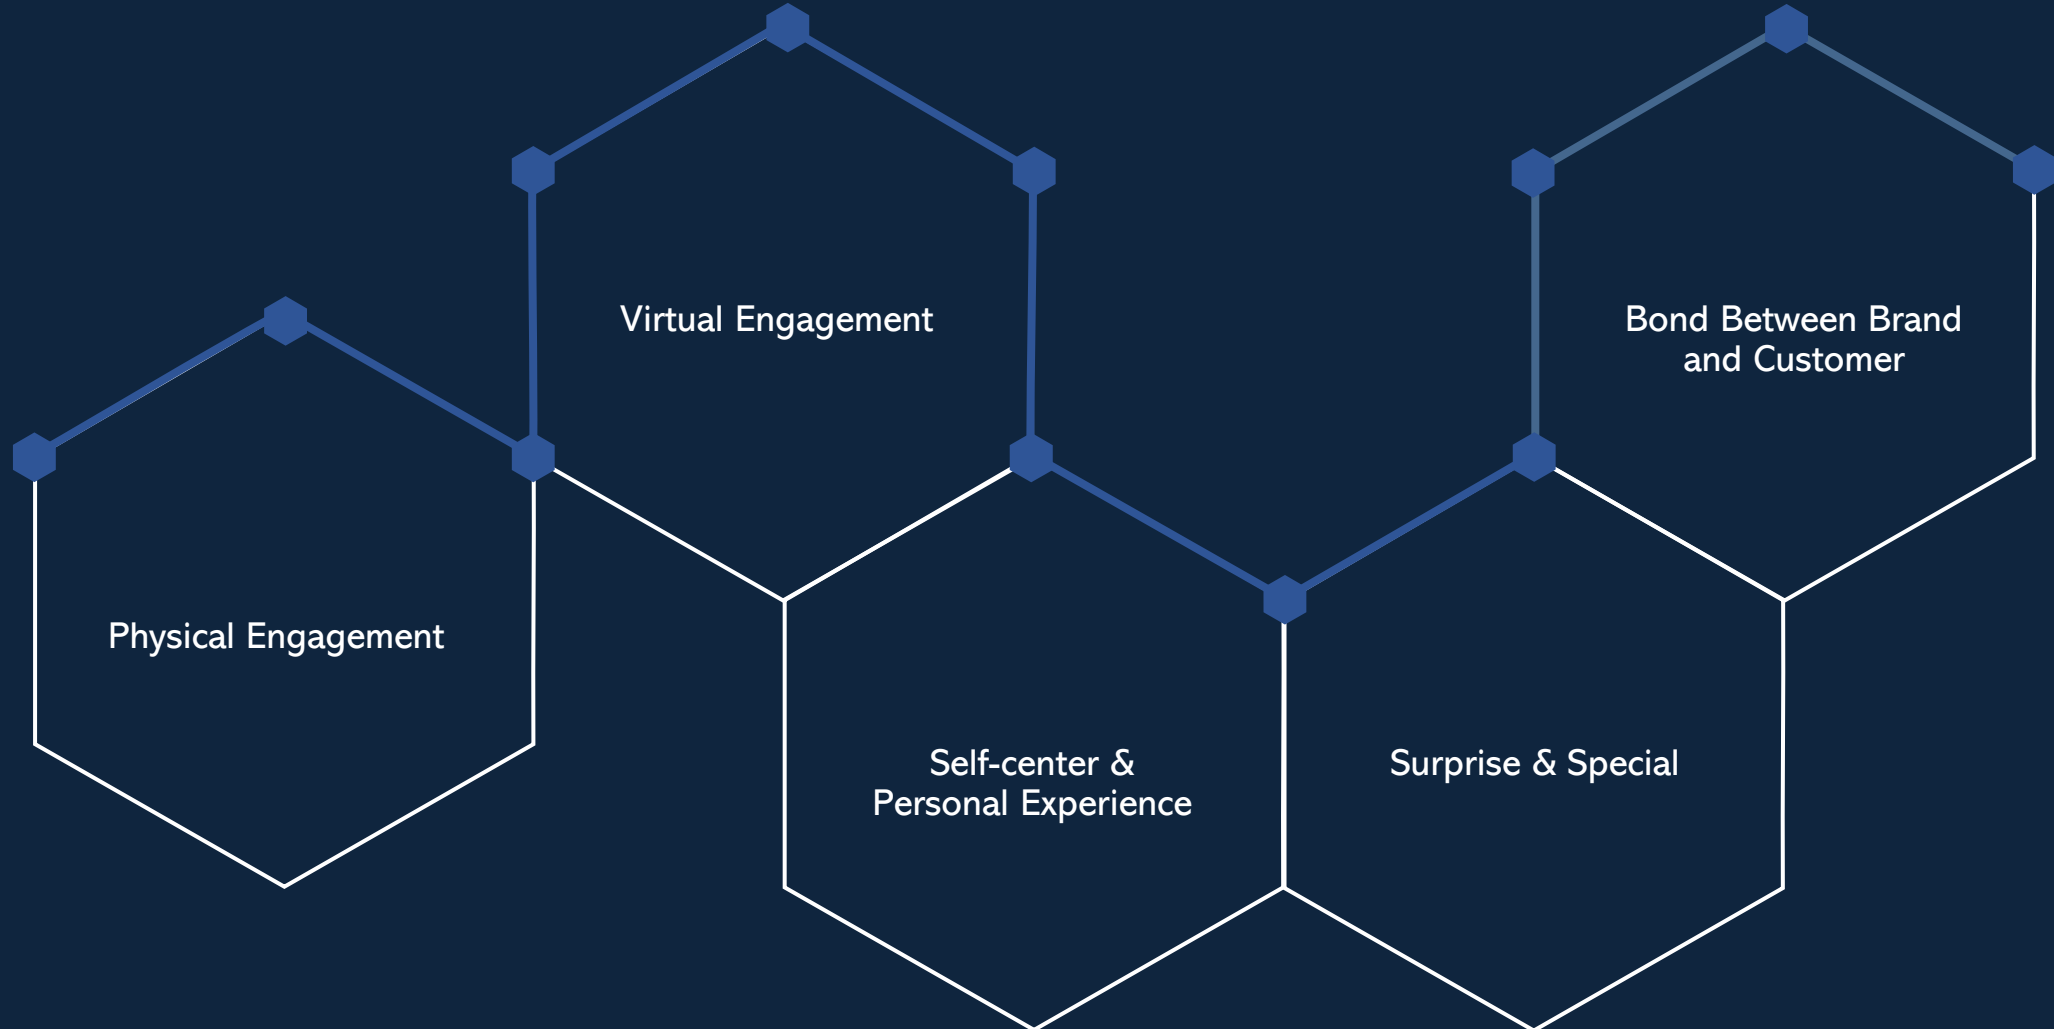 Physical Engagement
Virtual Engagement
Self-center &
Personal Experience
Surprise & Special
Bond Between Brand
and Customer